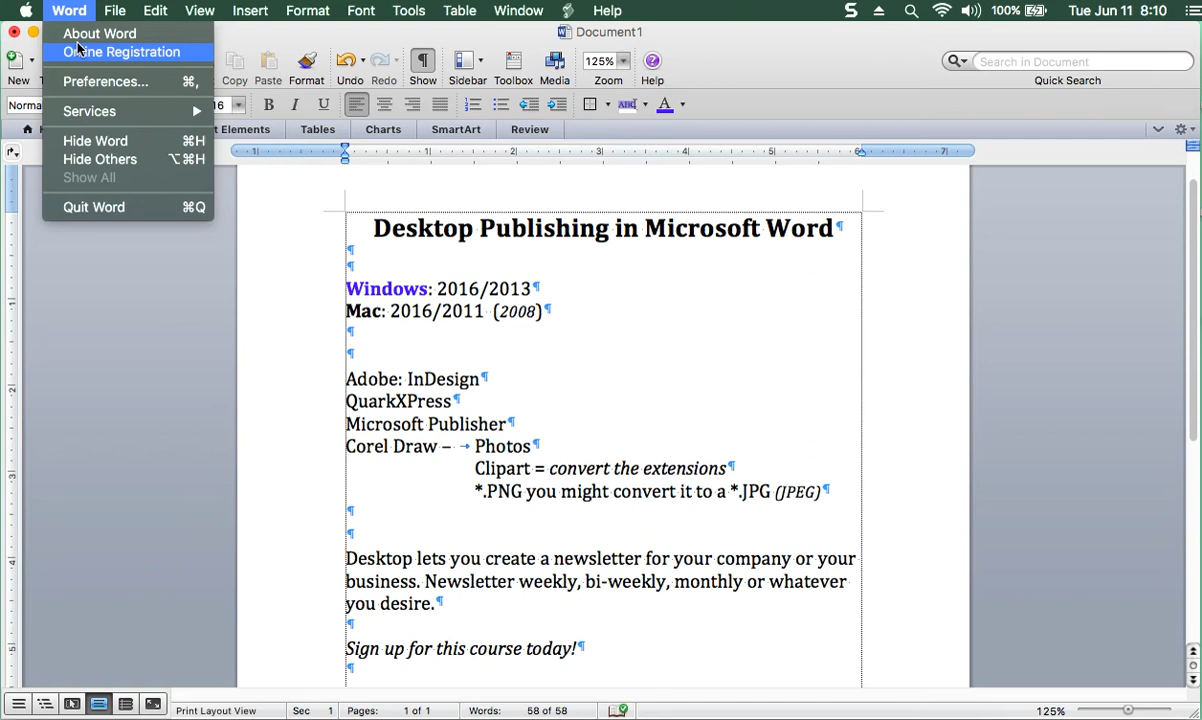 Word File Edit View Insert Format Font Tools Table Window Help 100% Tue Jun 11 8:10
About Word
Online Registration
Preferences... ⌘,
Services ▶
Hide Word ⌘H
Hide Others ⌥⌘H
Show All
Quit Word ⌘Q
Document1
125% Search in Document
New Copy Paste Format Undo Redo Show Sidebar Toolbox Media Zoom Help Quick Search
Norma 16 B I U ABC A
t Elements Tables Charts SmartArt Review
Desktop Publishing in Microsoft Word¶
¶
¶
Windows: 2016/2013¶
Mac: 2016/2011 (2008)¶
¶
¶
Adobe: InDesign¶
QuarkXPress¶
Microsoft Publisher¶
Corel Draw – → Photos¶
Clipart = convert the extensions¶
*.PNG you might convert it to a *.JPG (JPEG)¶
¶
¶
Desktop lets you create a newsletter for your company or your
business. Newsletter weekly, bi-weekly, monthly or whatever
you desire.¶
¶
Sign up for this course today!¶
¶
Print Layout View Sec 1 Pages: 1 of 1 Words: 58 of 58 125%